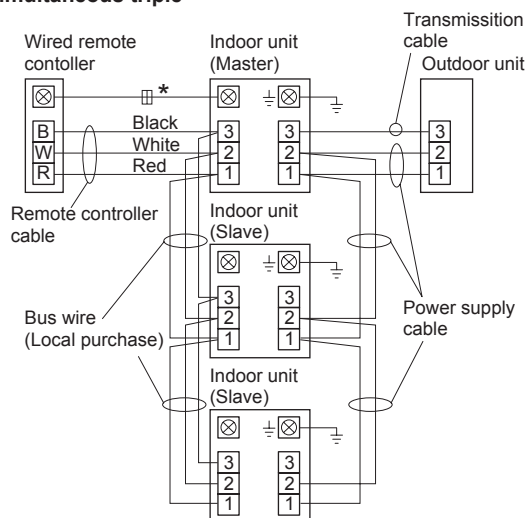 simultaneous triple
Transmissition
cable
Wired remote
contoller
Indoor unit
(Master)
Outdoor unit
*
B
W
R
Black
White
Red
3
2
1
3
2
1
3
2
1
Remote controller
cable
Indoor unit
(Slave)
3
2
1
3
2
1
Bus wire
(Local purchase)
Power supply
cable
Indoor unit
(Slave)
3
2
1
3
2
1